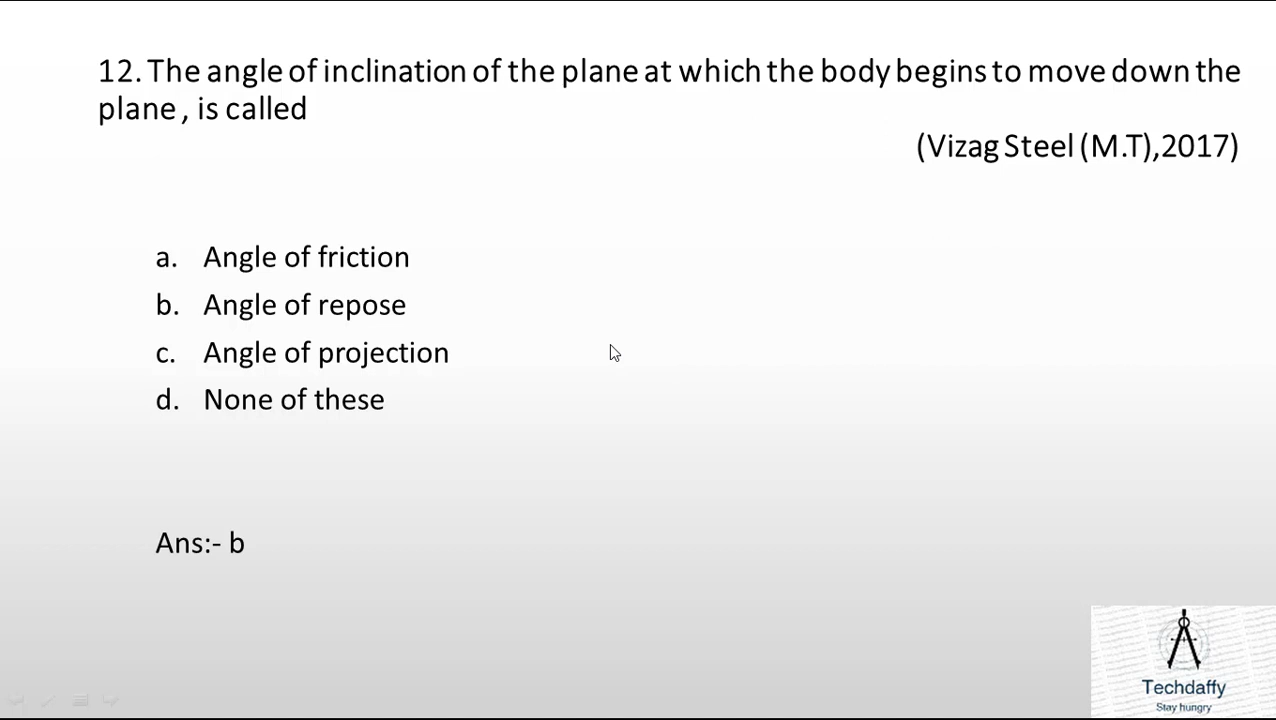 12. The angle of inclination of the plane at which the body begins to move down the
plane , is called
(Vizag Steel (M.T),2017)
a. Angle of friction
b. Angle of repose
c. Angle of projection
d. None of these
Ans:- b
Techdaffy
Stay hungry